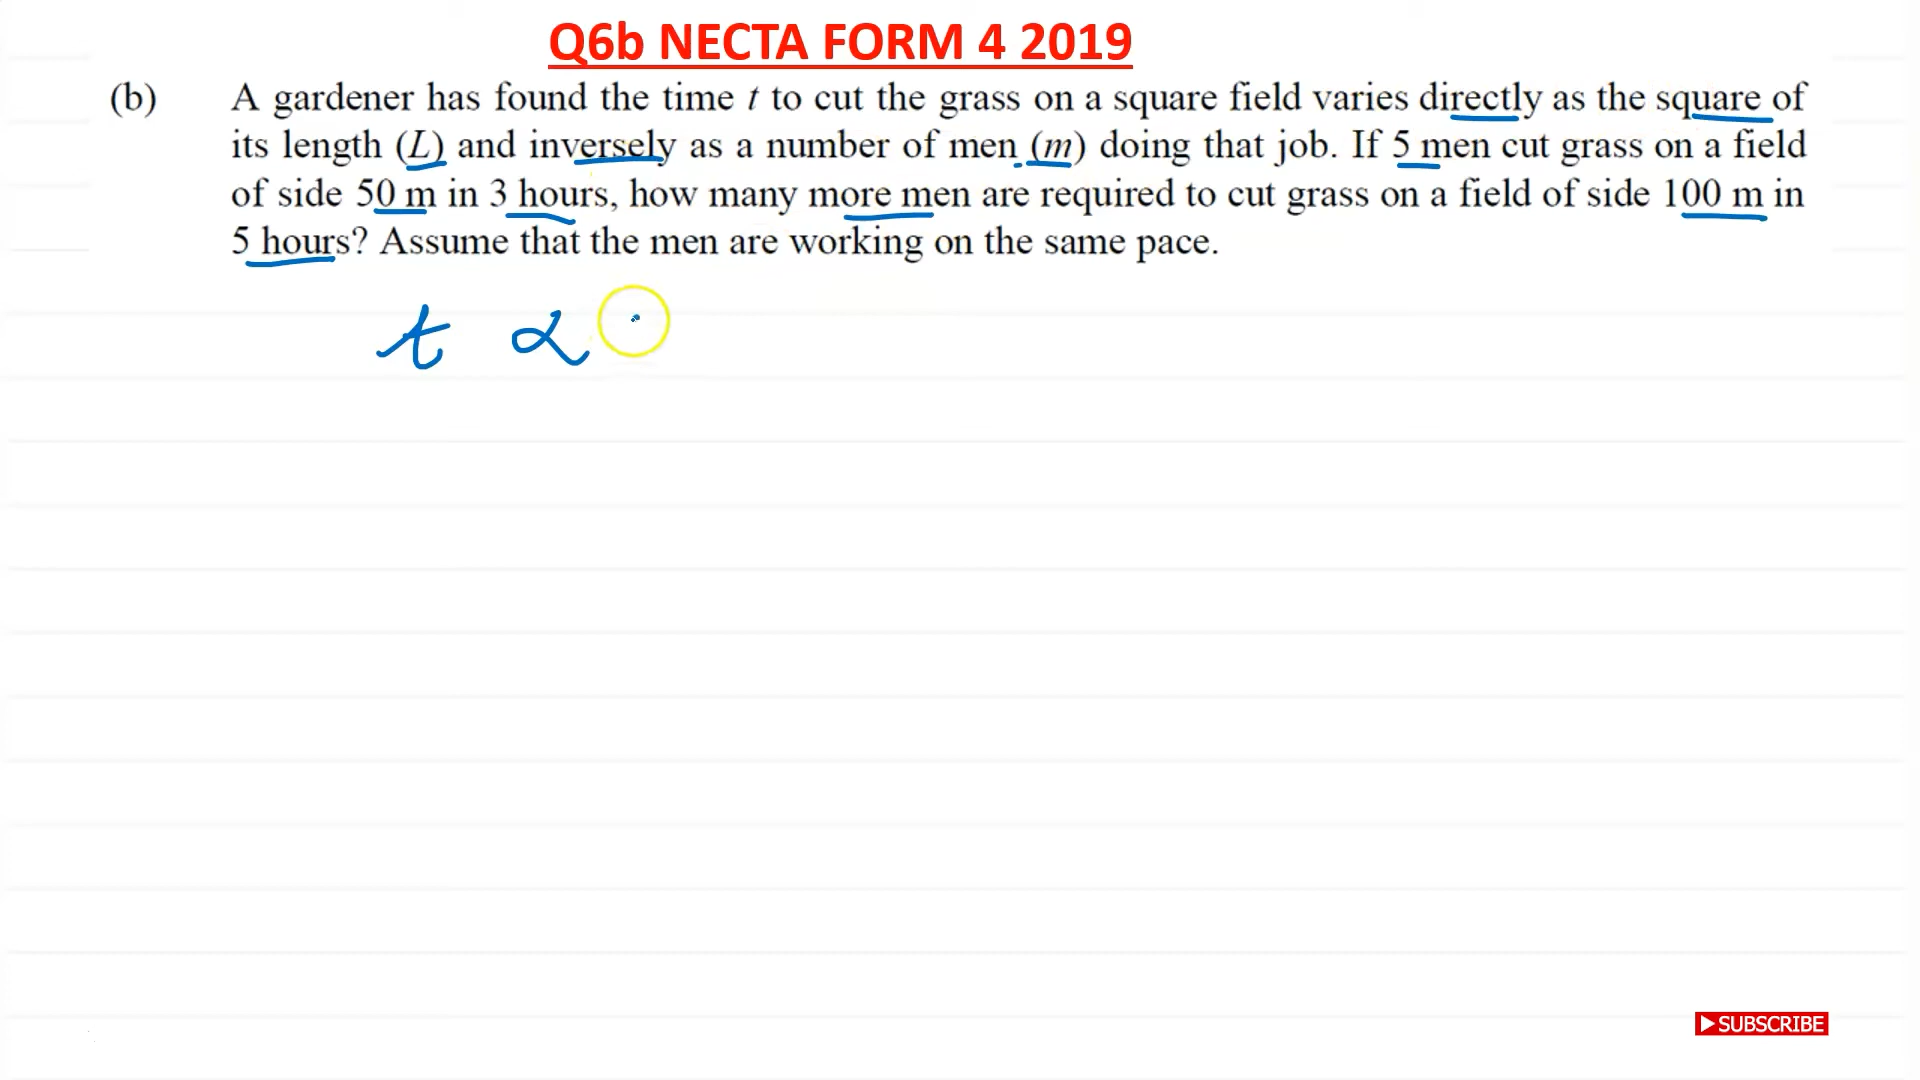 Q6b NECTA FORM 4 2019
(b) A gardener has found the time t to cut the grass on a square field varies directly as the square of
its length (L) and inversely as a number of men (m) doing that job. If 5 men cut grass on a field
of side 50 m in 3 hours, how many more men are required to cut grass on a field of side 100 m in
5 hours? Assume that the men are working on the same pace.
t α
SUBSCRIBE